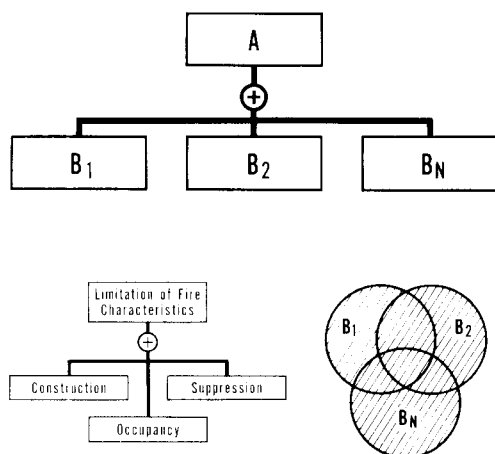 A
+
B1 B2 BN
Limitation of Fire
Characteristics
+
Construction Suppression
Occupancy
B1 B2
BN